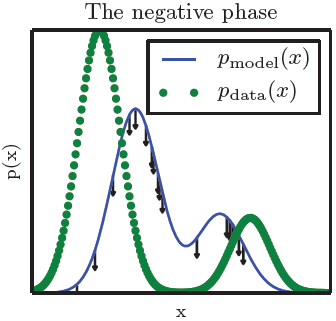 The negative phase
p_model(x)
p_data(x)
p(x)
x